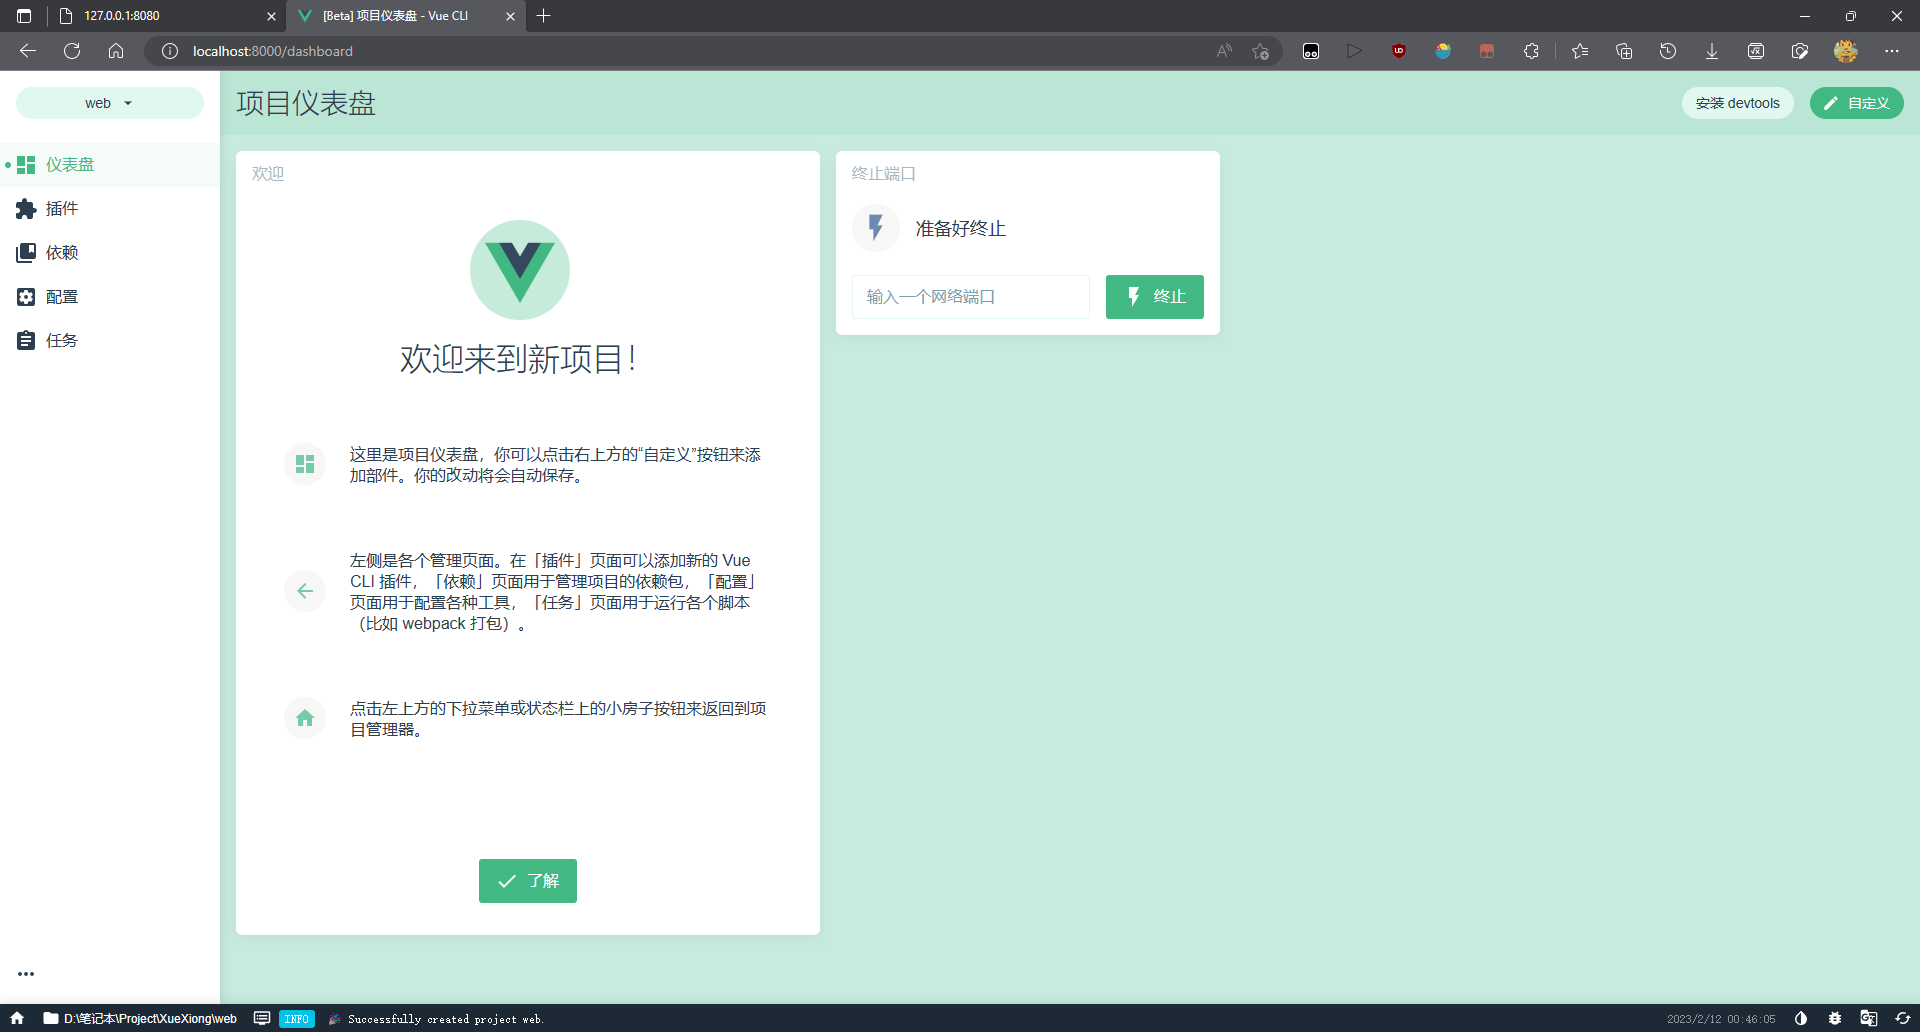 127.0.0.1:8080
[Beta] 项目仪表盘 - Vue CLI
localhost:8000/dashboard
web
项目仪表盘
安装 devtools
自定义
仪表盘
插件
依赖
配置
任务
欢迎
欢迎来到新项目！
这里是项目仪表盘，你可以点击右上方的“自定义”按钮来添
加部件。你的改动将会自动保存。
左侧是各个管理页面。在「插件」页面可以添加新的 Vue
CLI 插件，「依赖」页面用于管理项目的依赖包，「配置」
页面用于配置各种工具，「任务」页面用于运行各个脚本
（比如 webpack 打包）。
点击左上方的下拉菜单或状态栏上的小房子按钮来返回到项
目管理器。
了解
终止端口
准备好终止
输入一个网络端口
终止
D:\笔记本\Project\XueXiong\web
INFO
Successfully created project web.
2023/2/12 00:46:05